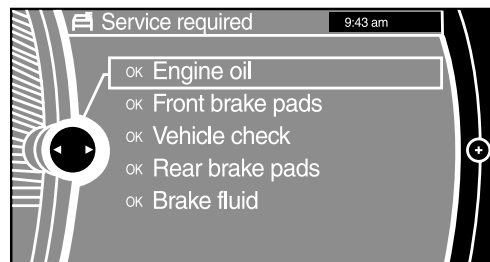 Service required 9:43 am
OK Engine oil
OK Front brake pads
OK Vehicle check
OK Rear brake pads
OK Brake fluid